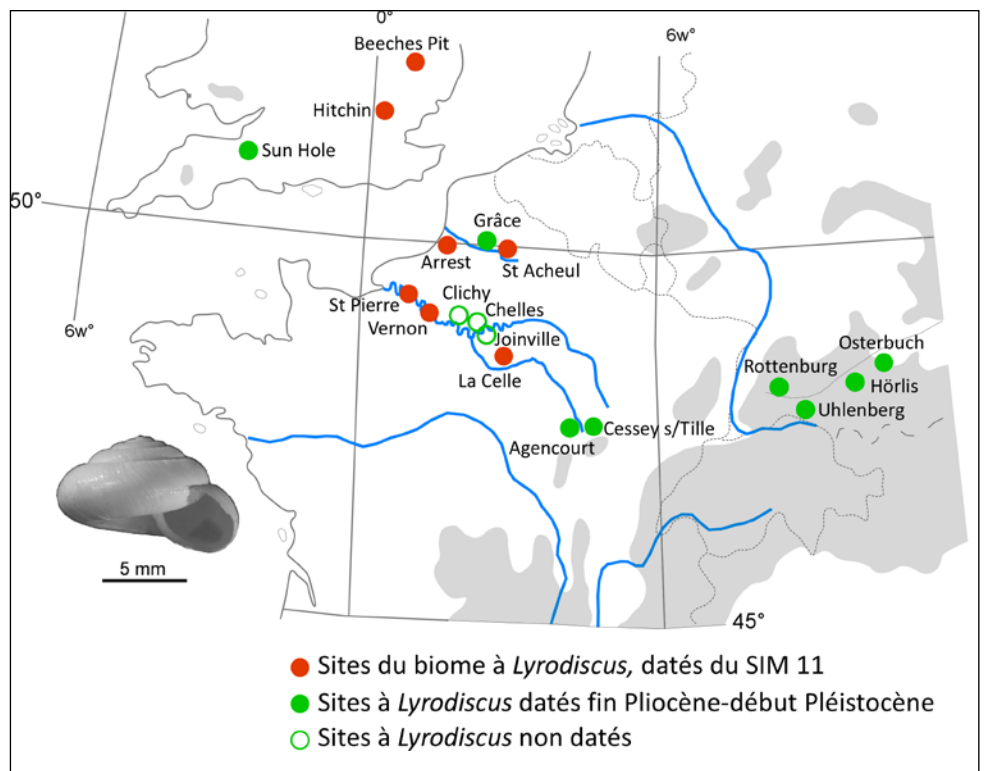 0°
6w°
Beeches Pit
Hitchin
Sun Hole
50°
Grâce
Arrest
St Acheul
Clichy
St Pierre
Chelles
Vernon
Joinville
6w°
Osterbuch
Rottenburg
La Celle
Hörlis
Uhlenberg
Cessey s/Tille
Agencourt
5 mm
45°
Sites du biome à Lyrodiscus, datés du SIM 11
Sites à Lyrodiscus datés fin Pliocène-début Pléistocène
Sites à Lyrodiscus non datés